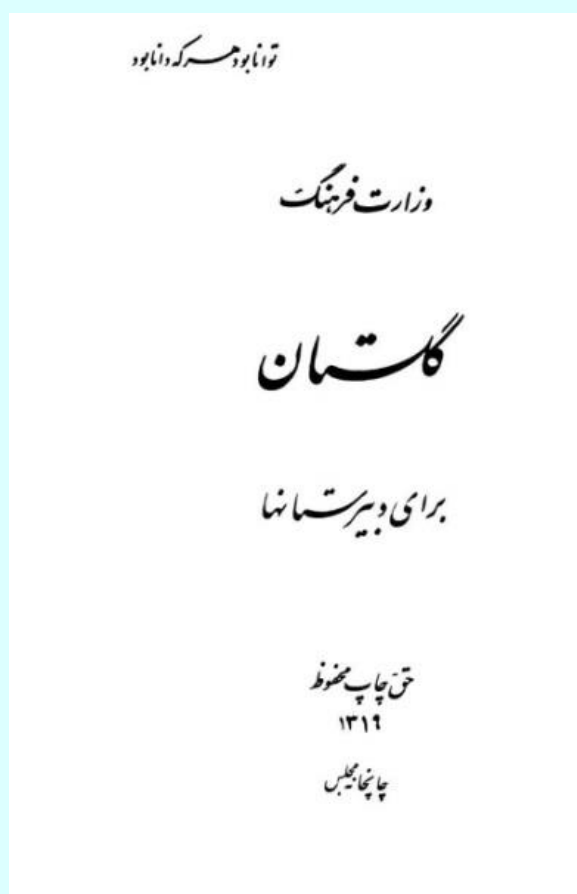 توانا بود هر که دانا بود
وزارت فرهنگ
گلستان
برای دبیرستانها
حق چاپ محفوظ
۱۳۱۹
چاپخانه مجلس